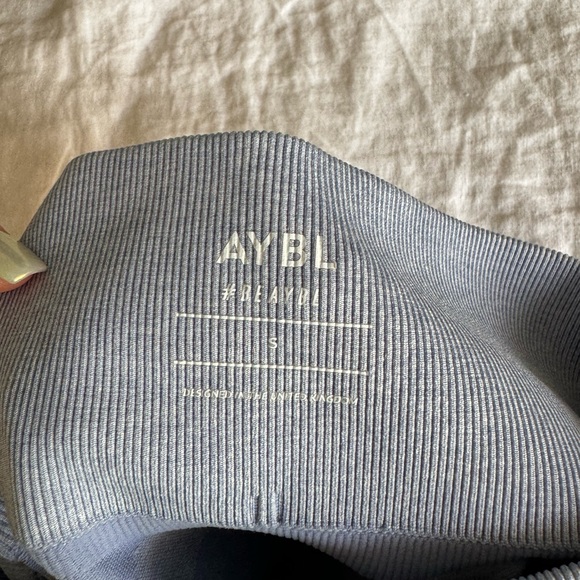 AYBL
#BEAYBL
S
DESIGNED IN THE UNITED KINGDOM